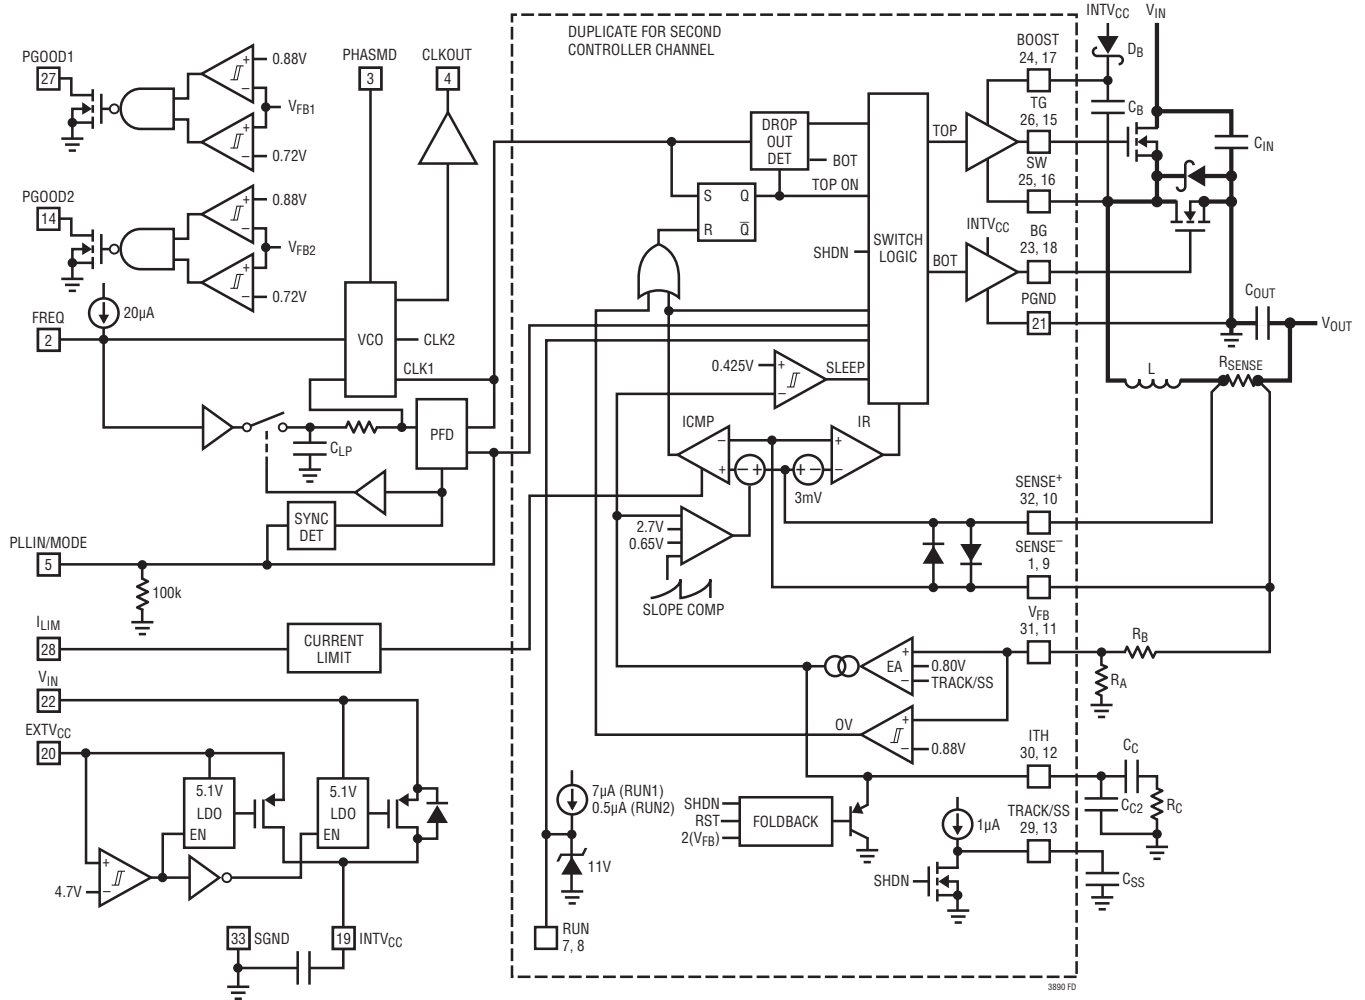 DUPLICATE FOR SECOND
CONTROLLER CHANNEL
INTVCC
VIN
PGOOD1
27
+
–
0.88V
VFB1
+
–
0.72V
PHASMD
3
CLKOUT
4
BOOST
24, 17
DB
CB
TG
26, 15
CIN
SW
25, 16
DROP
OUT
DET
BOT
TOP ON
TOP
S
Q
R
Q̅
SHDN
SWITCH
LOGIC
INTVCC
BOT
BG
23, 18
PGND
21
COUT
VOUT
PGOOD2
14
+
–
0.88V
VFB2
+
–
0.72V
FREQ
2
20µA
VCO
CLK2
CLK1
0.425V
+
–
SLEEP
L
RSENSE
CLP
PFD
ICMP
–
+
– +
+ –
3mV
IR
+
–
SYNC
DET
2.7V
0.65V
SLOPE COMP
SENSE+
32, 10
SENSE–
1, 9
PLLIN/MODE
5
100k
ILIM
28
CURRENT
LIMIT
VFB
31, 11
RB
RA
EA
+
0.80V
–
TRACK/SS
OV
+
–
0.88V
VIN
22
EXTVCC
20
5.1V
LDO
EN
5.1V
LDO
EN
+
–
4.7V
7µA (RUN1)
0.5µA (RUN2)
11V
SHDN
RST
2(VFB)
FOLDBACK
ITH
30, 12
CC
CC2
RC
1µA
TRACK/SS
29, 13
SHDN
CSS
RUN
7, 8
33
SGND
19
INTVCC
3890 FD